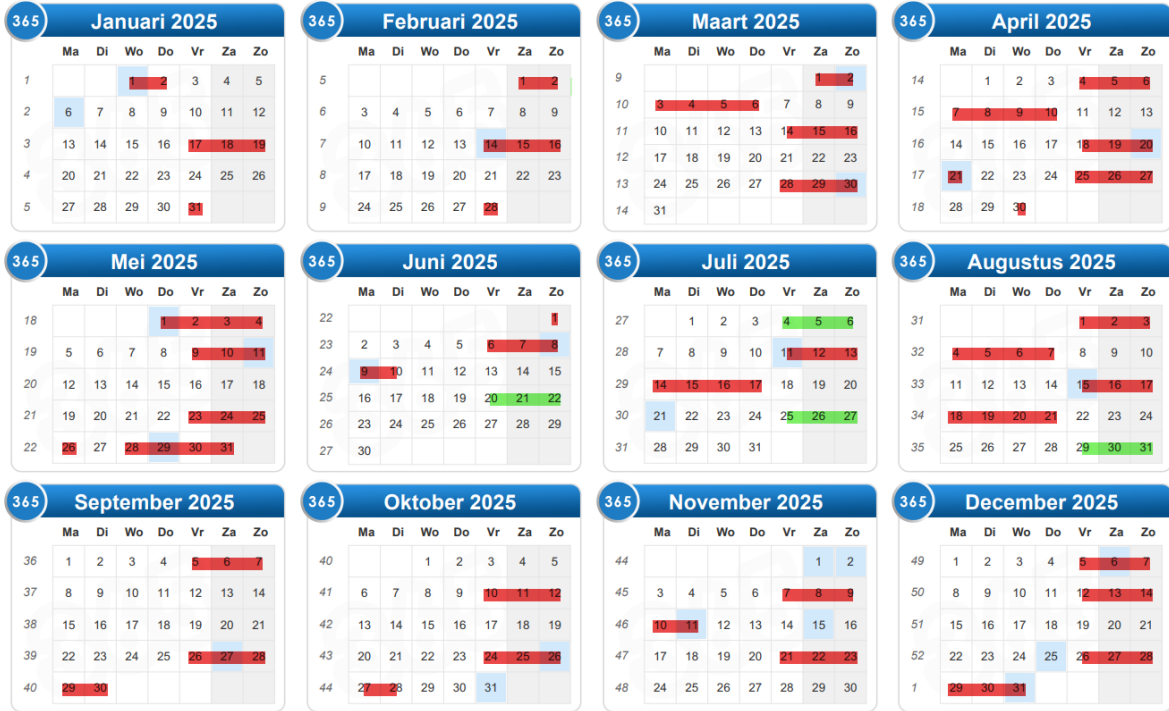 365 Januari 2025
Ma Di Wo Do Vr Za Zo
1 1 2 3 4 5
2 6 7 8 9 10 11 12
3 13 14 15 16 17 18 19
4 20 21 22 23 24 25 26
5 27 28 29 30 31
365 Februari 2025
Ma Di Wo Do Vr Za Zo
5 1 2
6 3 4 5 6 7 8 9
7 10 11 12 13 14 15 16
8 17 18 19 20 21 22 23
9 24 25 26 27 28
365 Maart 2025
Ma Di Wo Do Vr Za Zo
9 1 2
10 3 4 5 6 7 8 9
11 10 11 12 13 14 15 16
12 17 18 19 20 21 22 23
13 24 25 26 27 28 29 30
14 31
365 April 2025
Ma Di Wo Do Vr Za Zo
14 1 2 3 4 5 6
15 7 8 9 10 11 12 13
16 14 15 16 17 18 19 20
17 21 22 23 24 25 26 27
18 28 29 30
365 Mei 2025
Ma Di Wo Do Vr Za Zo
18 1 2 3 4
19 5 6 7 8 9 10 11
20 12 13 14 15 16 17 18
21 19 20 21 22 23 24 25
22 26 27 28 29 30 31
365 Juni 2025
Ma Di Wo Do Vr Za Zo
22 1
23 2 3 4 5 6 7 8
24 9 10 11 12 13 14 15
25 16 17 18 19 20 21 22
26 23 24 25 26 27 28 29
27 30
365 Juli 2025
Ma Di Wo Do Vr Za Zo
27 1 2 3 4 5 6
28 7 8 9 10 11 12 13
29 14 15 16 17 18 19 20
30 21 22 23 24 25 26 27
31 28 29 30 31
365 Augustus 2025
Ma Di Wo Do Vr Za Zo
31 1 2 3
32 4 5 6 7 8 9 10
33 11 12 13 14 15 16 17
34 18 19 20 21 22 23 24
35 25 26 27 28 29 30 31
365 September 2025
Ma Di Wo Do Vr Za Zo
36 1 2 3 4 5 6 7
37 8 9 10 11 12 13 14
38 15 16 17 18 19 20 21
39 22 23 24 25 26 27 28
40 29 30
365 Oktober 2025
Ma Di Wo Do Vr Za Zo
40 1 2 3 4 5
41 6 7 8 9 10 11 12
42 13 14 15 16 17 18 19
43 20 21 22 23 24 25 26
44 27 28 29 30 31
365 November 2025
Ma Di Wo Do Vr Za Zo
44 1 2
45 3 4 5 6 7 8 9
46 10 11 12 13 14 15 16
47 17 18 19 20 21 22 23
48 24 25 26 27 28 29 30
365 December 2025
Ma Di Wo Do Vr Za Zo
49 1 2 3 4 5 6 7
50 8 9 10 11 12 13 14
51 15 16 17 18 19 20 21
52 22 23 24 25 26 27 28
1 29 30 31